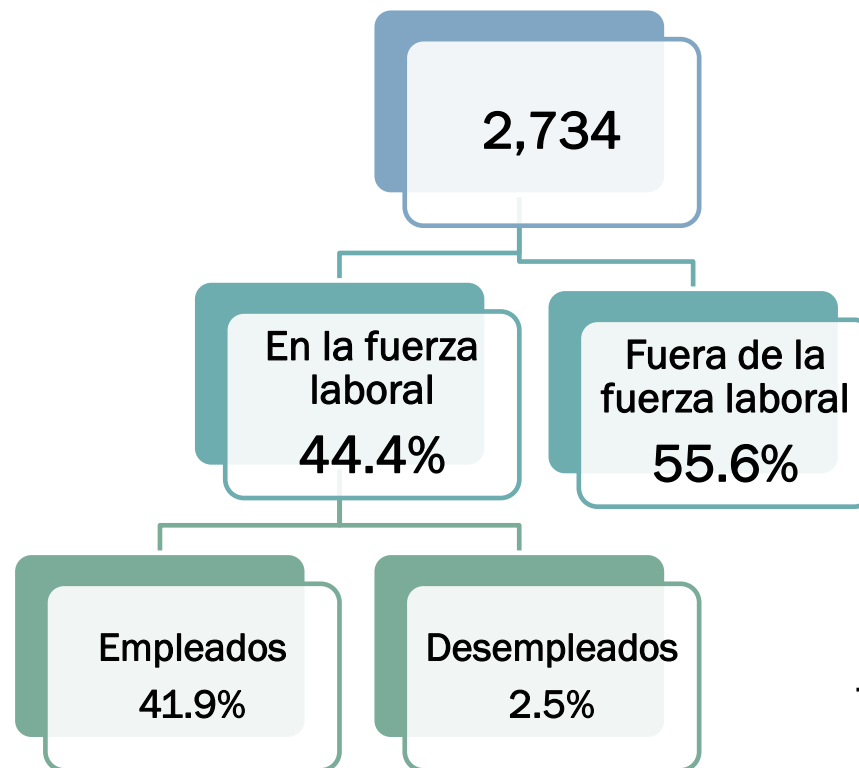 2,734
En la fuerza
laboral
44.4%
Fuera de la
fuerza laboral
55.6%
Empleados
41.9%
Desempleados
2.5%